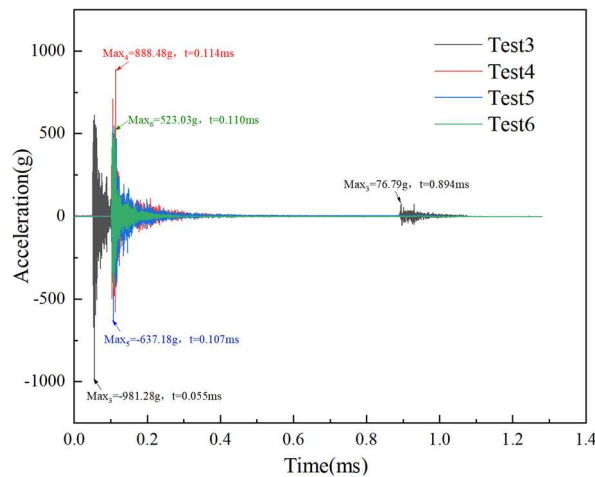 Max4=888.48g，t=0.114ms
Max6=523.03g，t=0.110ms
Max3=76.79g，t=0.894ms
Max5=-637.18g，t=0.107ms
Max3=-981.28g，t=0.055ms
Test3
Test4
Test5
Test6
1000
500
0
-500
-1000
Acceleration(g)
0.0 0.2 0.4 0.6 0.8 1.0 1.2 1.4
Time(ms)